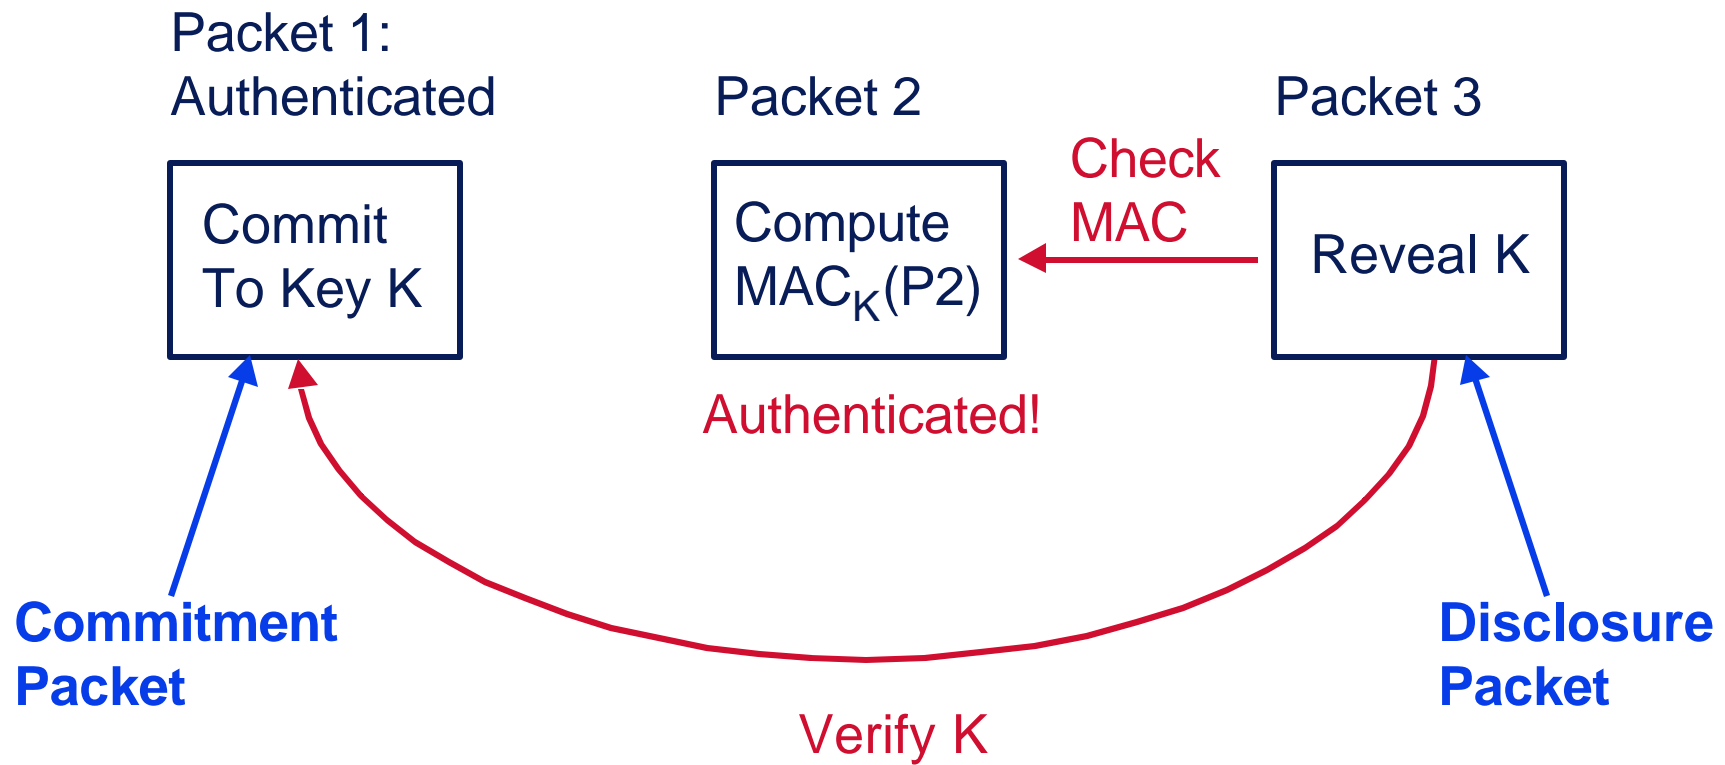 Packet 1:
Authenticated
Packet 2
Packet 3
Commit
To Key K
Compute
MAC_K(P2)
Check
MAC
Reveal K
Authenticated!
Commitment
Packet
Disclosure
Packet
Verify K